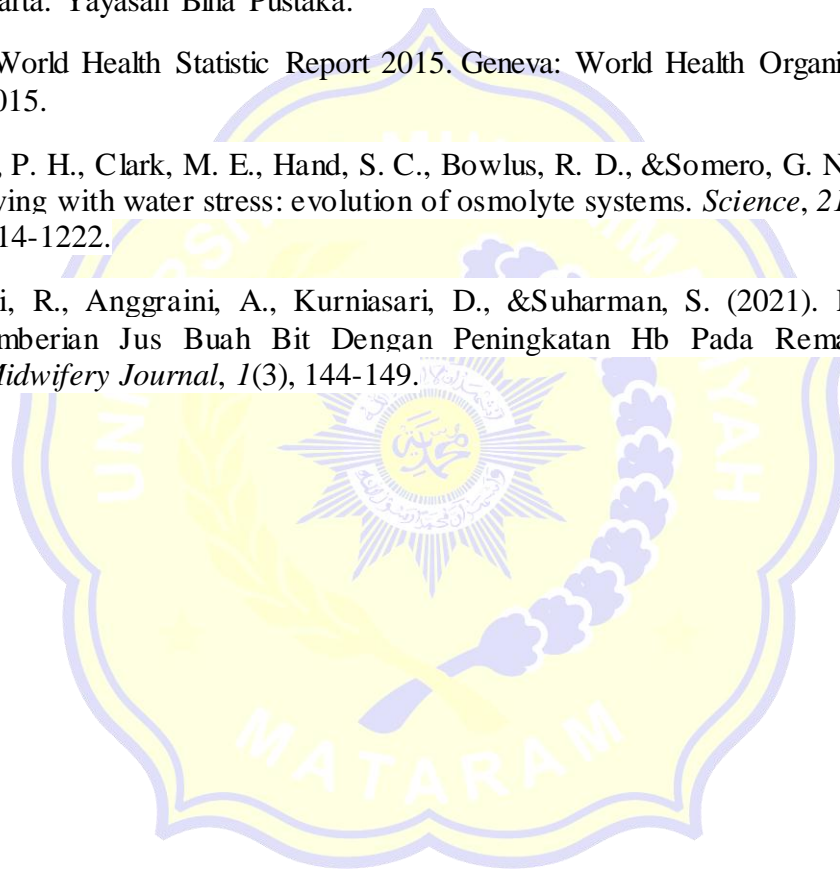 arta: Yayasan Bina Pustaka.
World Health Statistic Report 2015. Geneva: World Health Organi
015.
, P. H., Clark, M. E., Hand, S. C., Bowlus, R. D., &Somero, G. N
ving with water stress: evolution of osmolyte systems. Science, 21
14-1222.
i, R., Anggraini, A., Kurniasari, D., &Suharman, S. (2021).
mberian Jus Buah Bit Dengan Peningkatan Hb Pada Rema
Midwifery Journal, 1(3), 144-149.
MATARAM